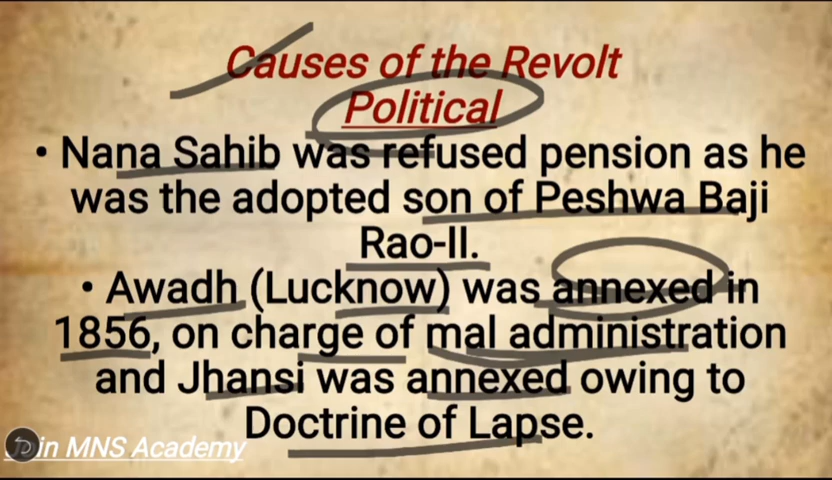 Causes of the Revolt
Political
• Nana Sahib was refused pension as he
was the adopted son of Peshwa Baji
Rao-II.
• Awadh (Lucknow) was annexed in
1856, on charge of mal administration
and Jhansi was annexed owing to
Doctrine of Lapse.
in MNS Academy